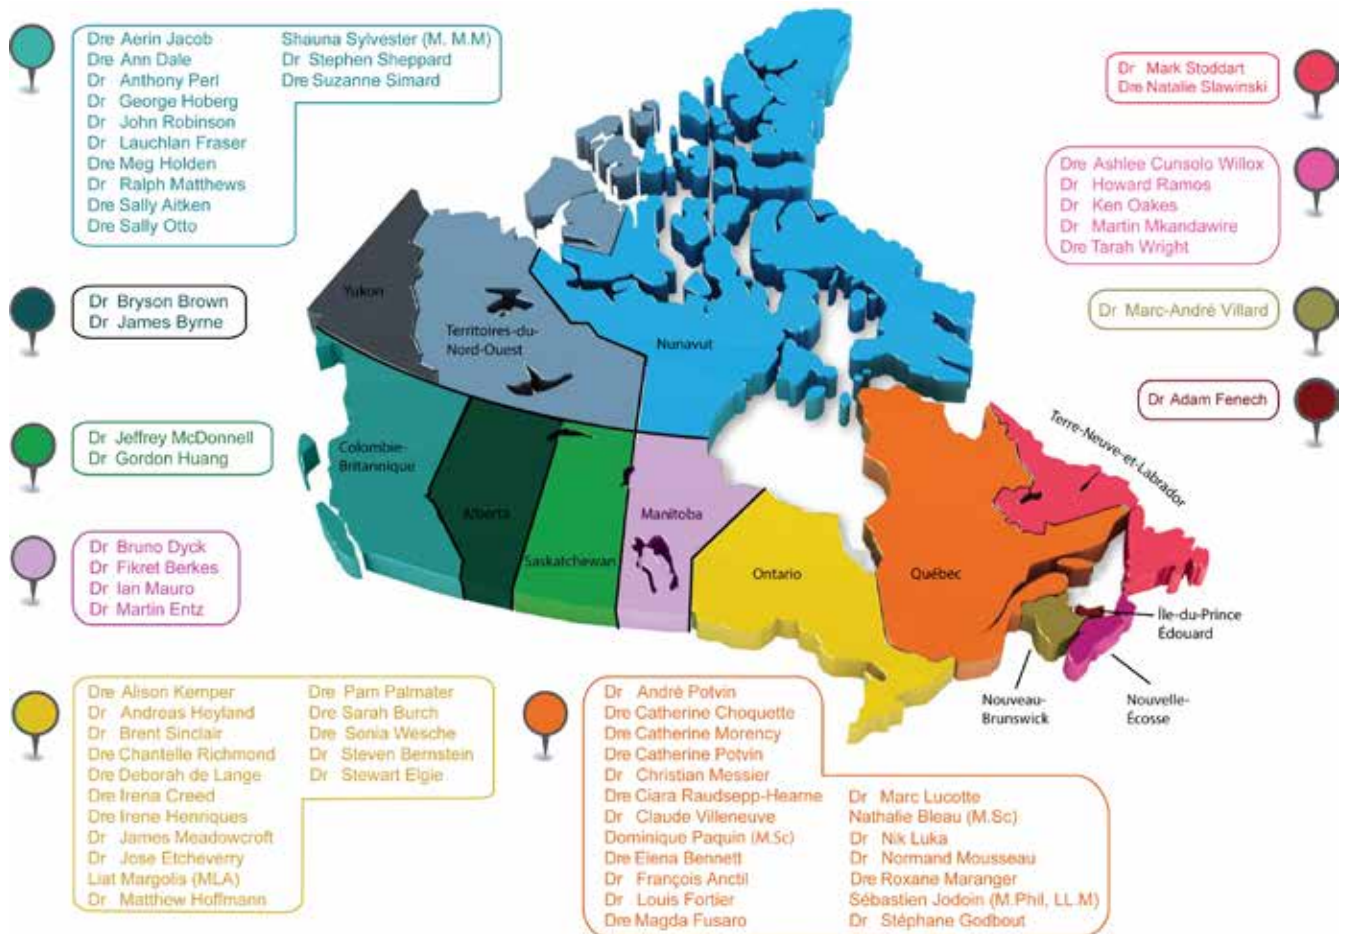 Dre Aerin Jacob
Dre Ann Dale
Dr Anthony Perl
Dr George Hoberg
Dr John Robinson
Dr Lauchlan Fraser
Dre Meg Holden
Dr Ralph Matthews
Dre Sally Aitken
Dre Sally Otto
Shauna Sylvester (M. M.M)
Dr Stephen Sheppard
Dre Suzanne Simard
Dr Bryson Brown
Dr James Byrne
Dr Jeffrey McDonnell
Dr Gordon Huang
Dr Bruno Dyck
Dr Fikret Berkes
Dr Ian Mauro
Dr Martin Entz
Dr Mark Stoddart
Dre Natalie Slawinski
Dre Ashlee Cunsolo Willox
Dr Howard Ramos
Dr Ken Oakes
Dr Martin Mkandawire
Dre Tarah Wright
Dr Marc-André Villard
Dr Adam Fenech
Yukon
Territoires-du-
Nord-Ouest
Nunavut
Colombie-
Britannique
Alberta
Saskatchewan
Manitoba
Ontario
Québec
Terre-Neuve-et-Labrador
Île-du-Prince
Édouard
Nouveau-
Brunswick
Nouvelle-
Écosse
Dre Alison Kemper
Dr Andreas Heyland
Dr Brent Sinclair
Dre Chantelle Richmond
Dre Deborah de Lange
Dre Irena Creed
Dre Irene Henriques
Dr James Meadowcroft
Dr Jose Etcheverry
Liat Margolis (MLA)
Dr Matthew Hoffmann
Dre Pam Palmater
Dre Sarah Burch
Dre Sonia Wesche
Dr Steven Bernstein
Dr Stewart Elgie
Dr André Potvin
Dre Catherine Choquette
Dre Catherine Morency
Dre Catherine Potvin
Dr Christian Messier
Dre Ciara Raudsepp-Hearne
Dr Claude Villeneuve
Dominique Paquin (M.Sc)
Dre Elena Bennett
Dr François Anctil
Dr Louis Fortier
Dre Magda Fusaro
Dr Marc Lucotte
Nathalie Bleau (M.Sc)
Dr Nik Luka
Dr Normand Mousseau
Dre Roxane Maranger
Sébastien Jodoin (M.Phil, LL.M)
Dr Stéphane Godbout